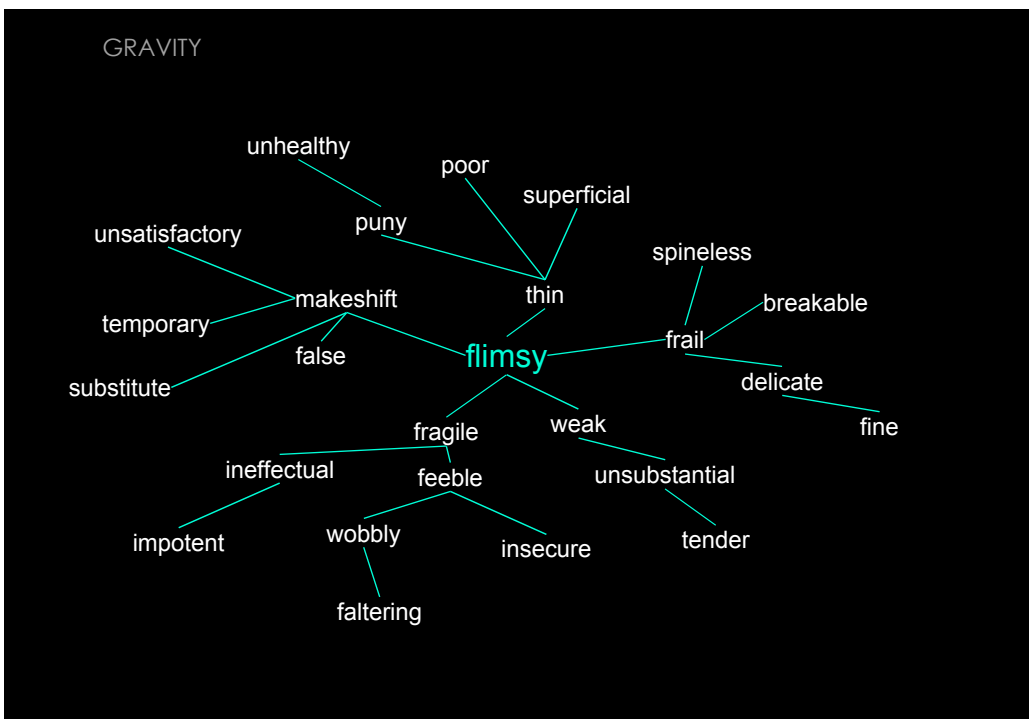 GRAVITY
unhealthy
poor
superficial
puny
unsatisfactory
spineless
thin
makeshift
breakable
temporary
frail
false
flimsy
delicate
substitute
weak
fine
fragile
ineffectual
unsubstantial
feeble
wobbly
tender
impotent
insecure
faltering